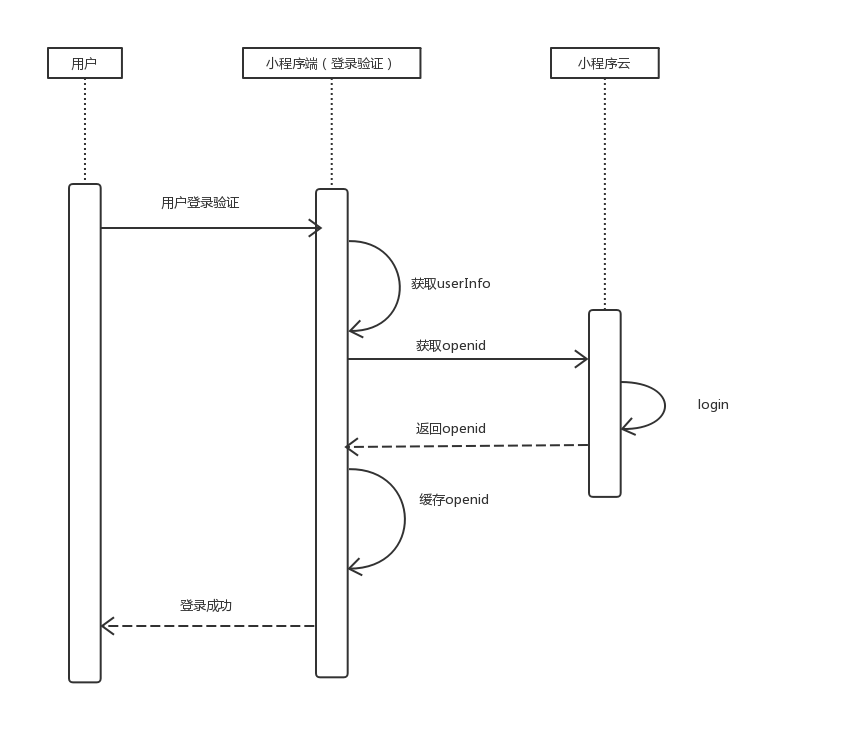 用户
小程序端（登录验证）
小程序云
用户登录验证
获取userInfo
获取openid
login
返回openid
缓存openid
登录成功